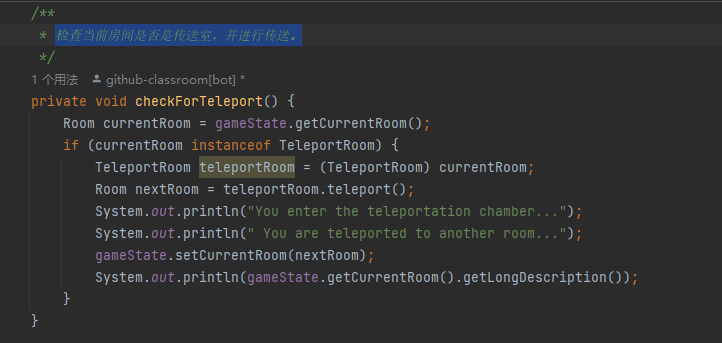 /**
 * 检查当前房间是否是传送室，并进行传送。
 */
1 个用法 github-classroom[bot] *
private void checkForTeleport() {
    Room currentRoom = gameState.getCurrentRoom();
    if (currentRoom instanceof TeleportRoom) {
        TeleportRoom teleportRoom = (TeleportRoom) currentRoom;
        Room nextRoom = teleportRoom.teleport();
        System.out.println("You enter the teleportation chamber...");
        System.out.println(" You are teleported to another room...");
        gameState.setCurrentRoom(nextRoom);
        System.out.println(gameState.getCurrentRoom().getLongDescription());
    }
}